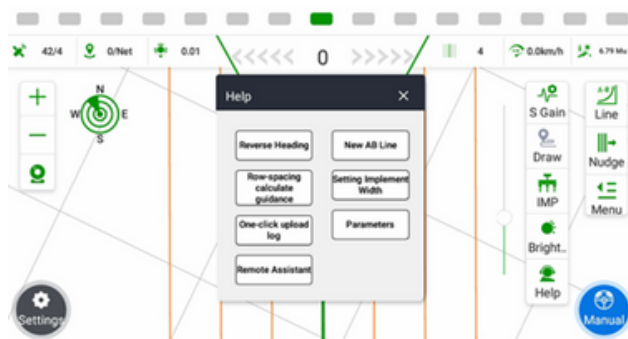 42/4
0/Net
0.01
<<<<< 0 >>>>>
4
0.0km/h
6.79 Mu
+
N
W
E
S
−
Help
×
Reverse Heading
New AB Line
Row-spacing
calculate
guidance
Setting Implement
Width
One-click upload
log
Parameters
Remote Assistant
S Gain
Draw
IMP
Bright..
Help
A-B
Line
Nudge
Menu
Settings
Manual